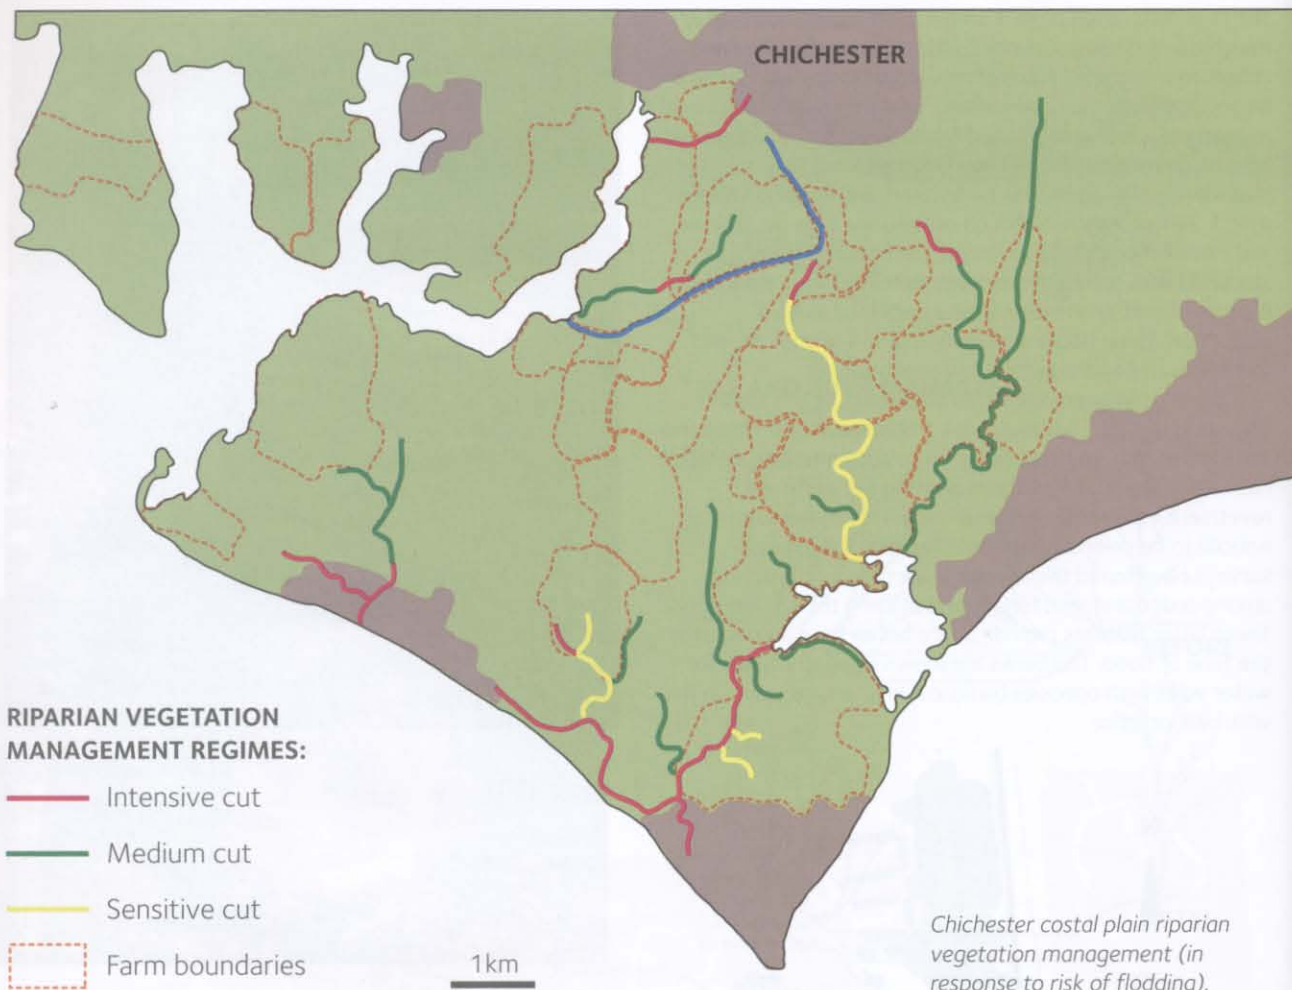 CHICHESTER
RIPARIAN VEGETATION
MANAGEMENT REGIMES:
Intensive cut
Medium cut
Sensitive cut
Farm boundaries
1km
Chichester costal plain riparian
vegetation management (in
response to risk of flodding).